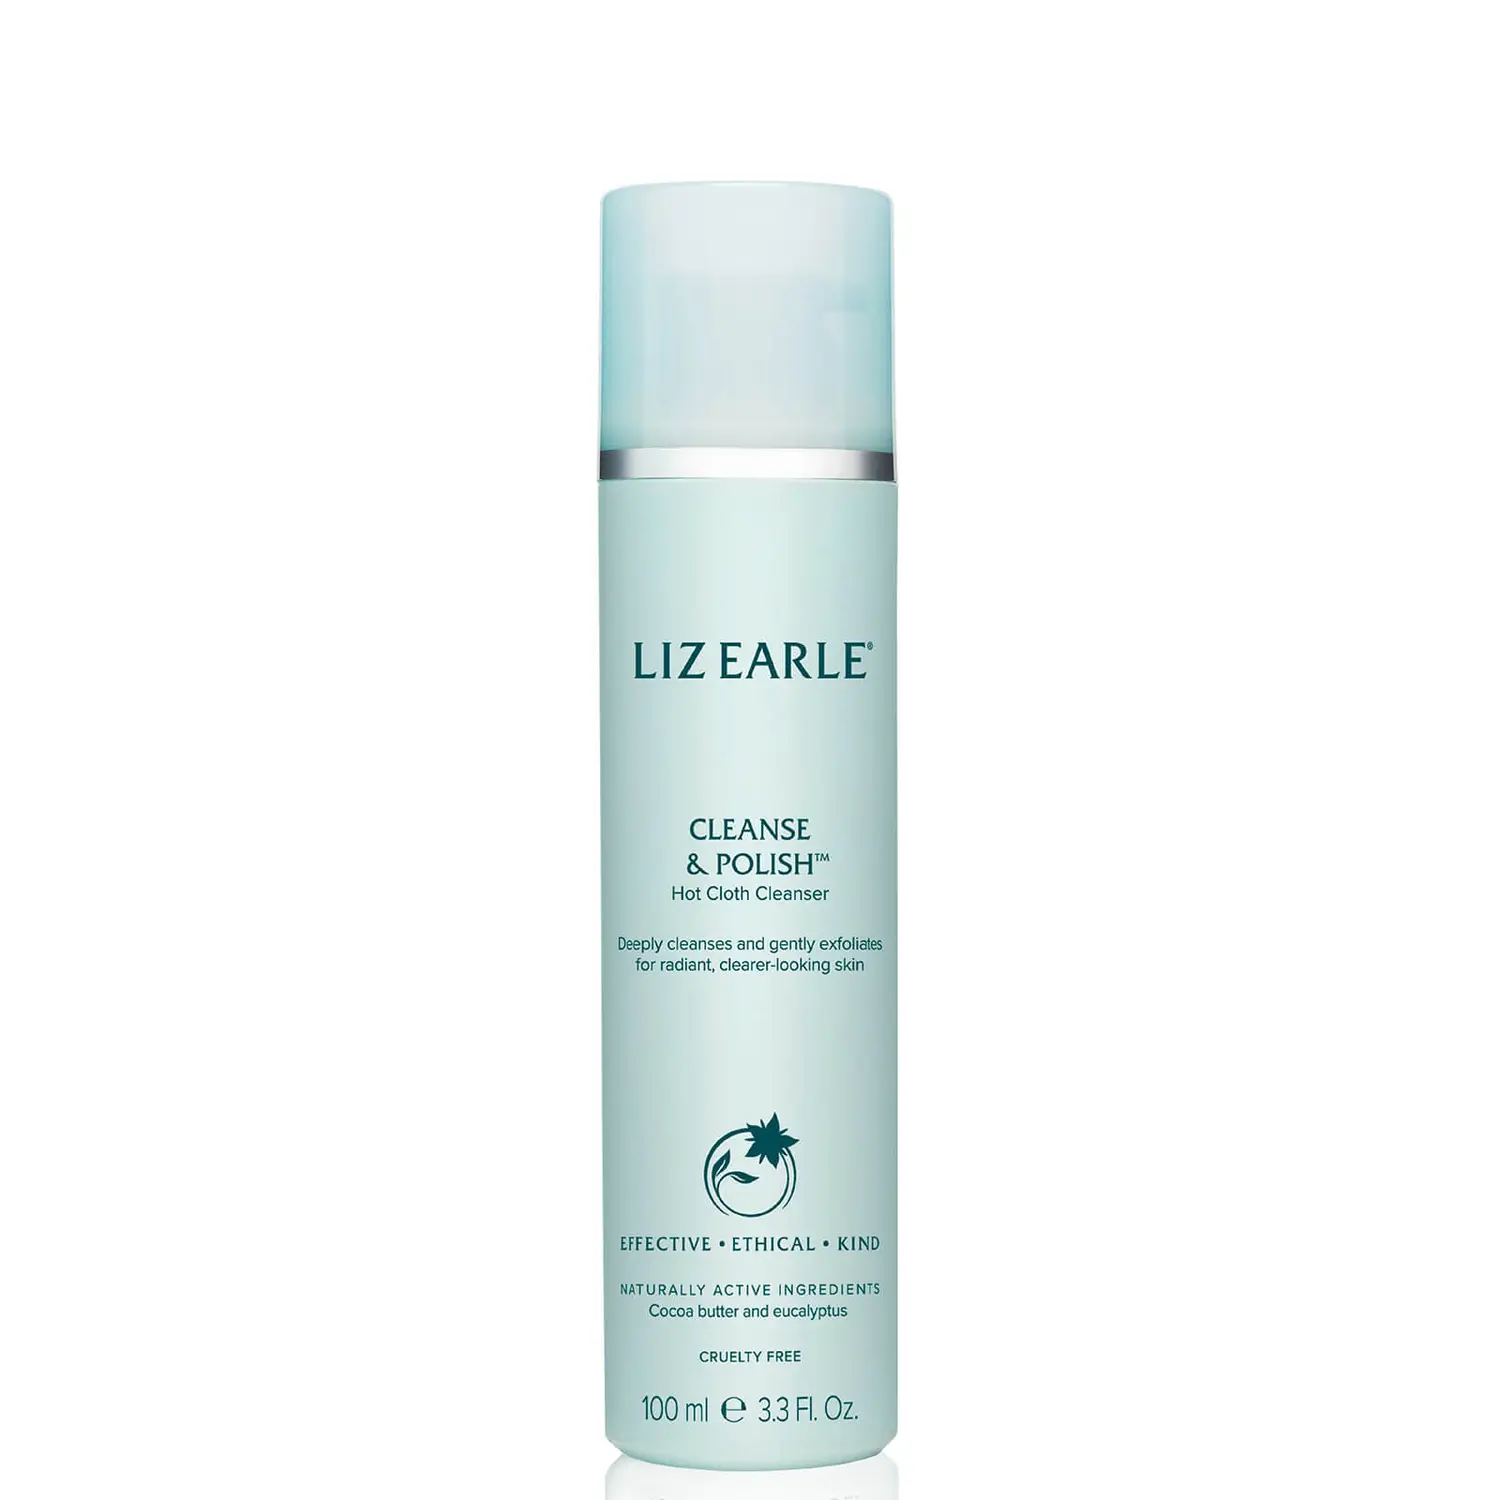 LIZ EARLE®
CLEANSE
& POLISH™
Hot Cloth Cleanser
Deeply cleanses and gently exfoliates
for radiant, clearer-looking skin
EFFECTIVE • ETHICAL • KIND
NATURALLY ACTIVE INGREDIENTS
Cocoa butter and eucalyptus
CRUELTY FREE
100 ml ℮ 3.3 Fl. Oz.